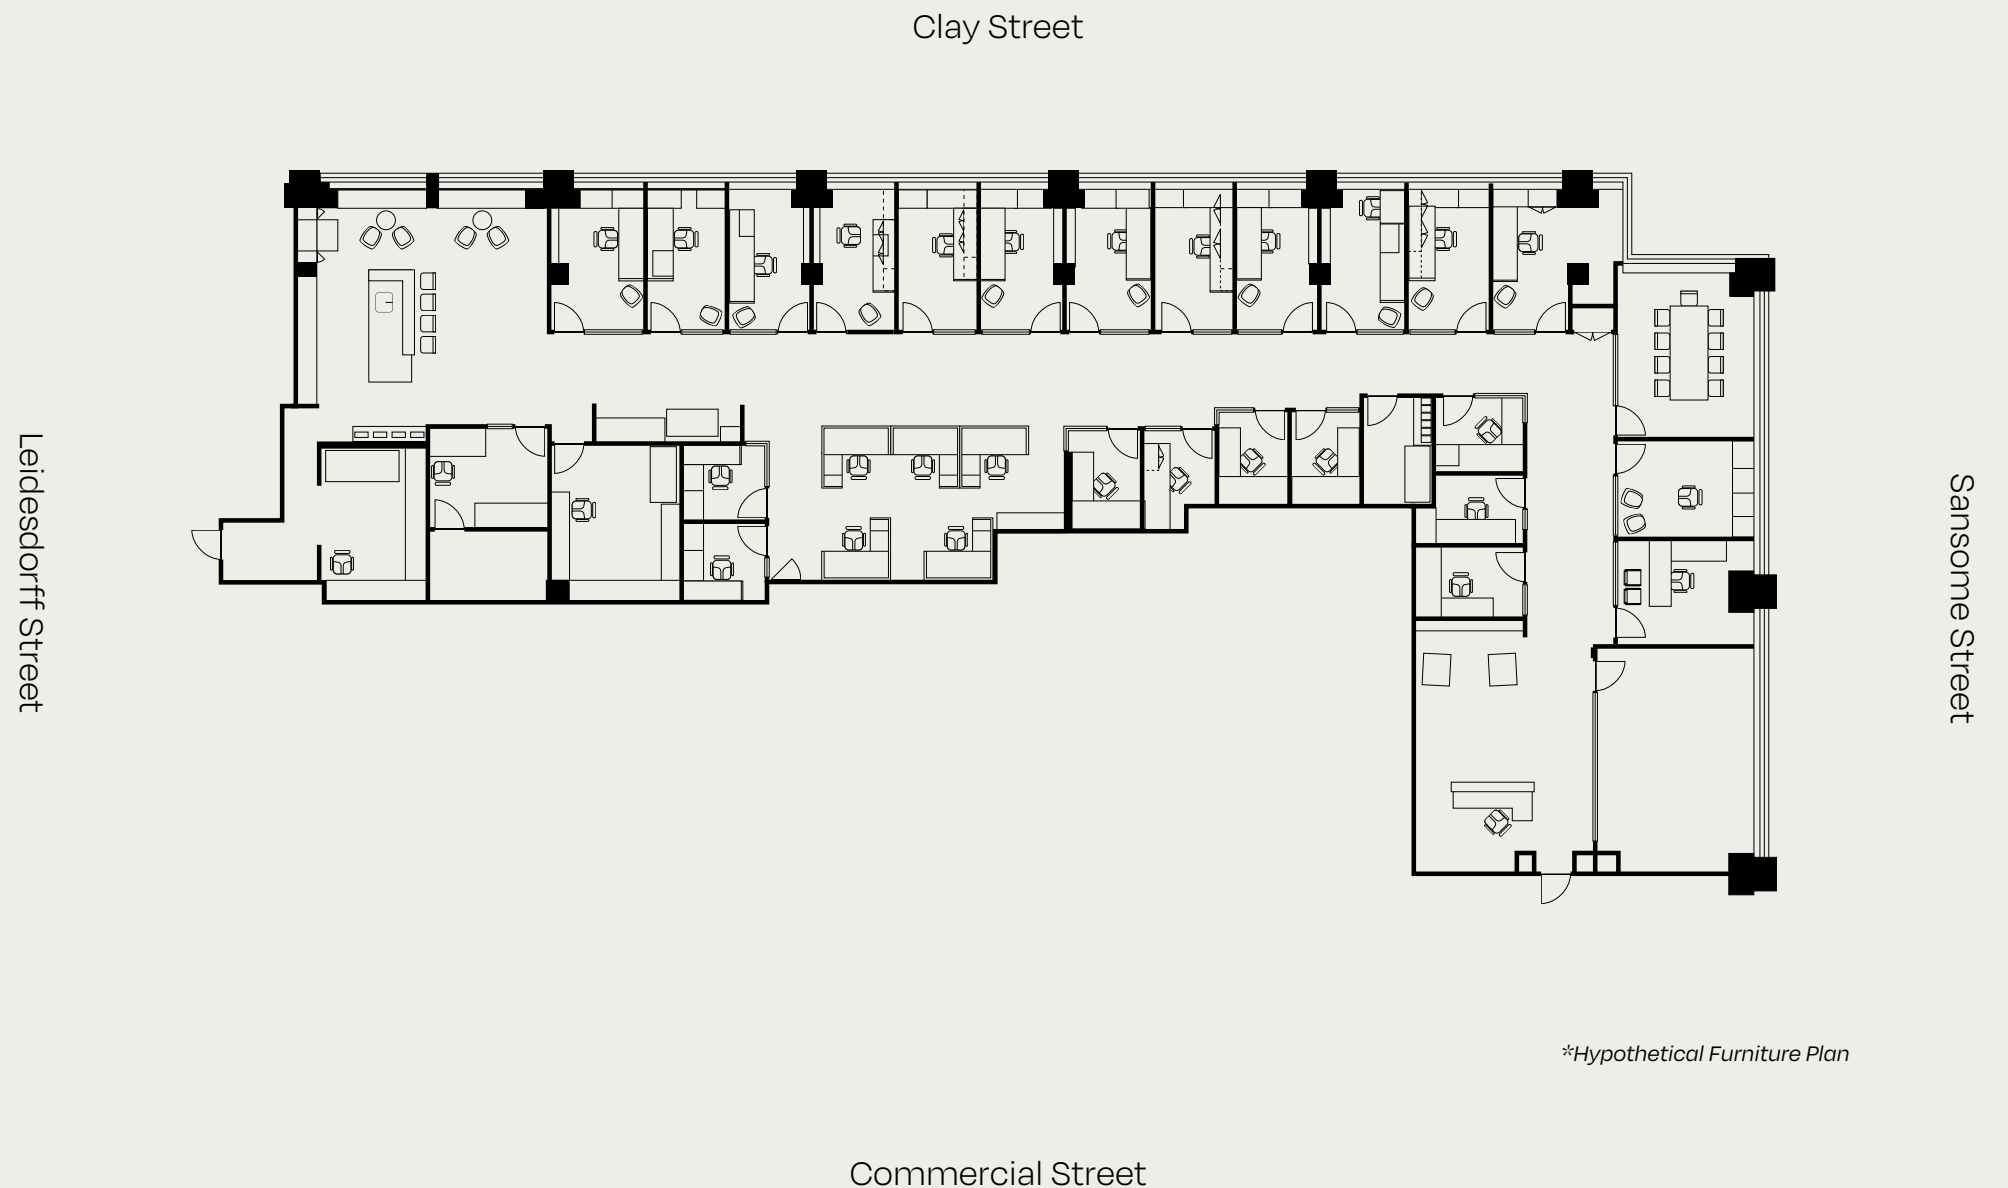 Clay Street
Leidesdorff Street
Sansome Street
*Hypothetical Furniture Plan
Commercial Street